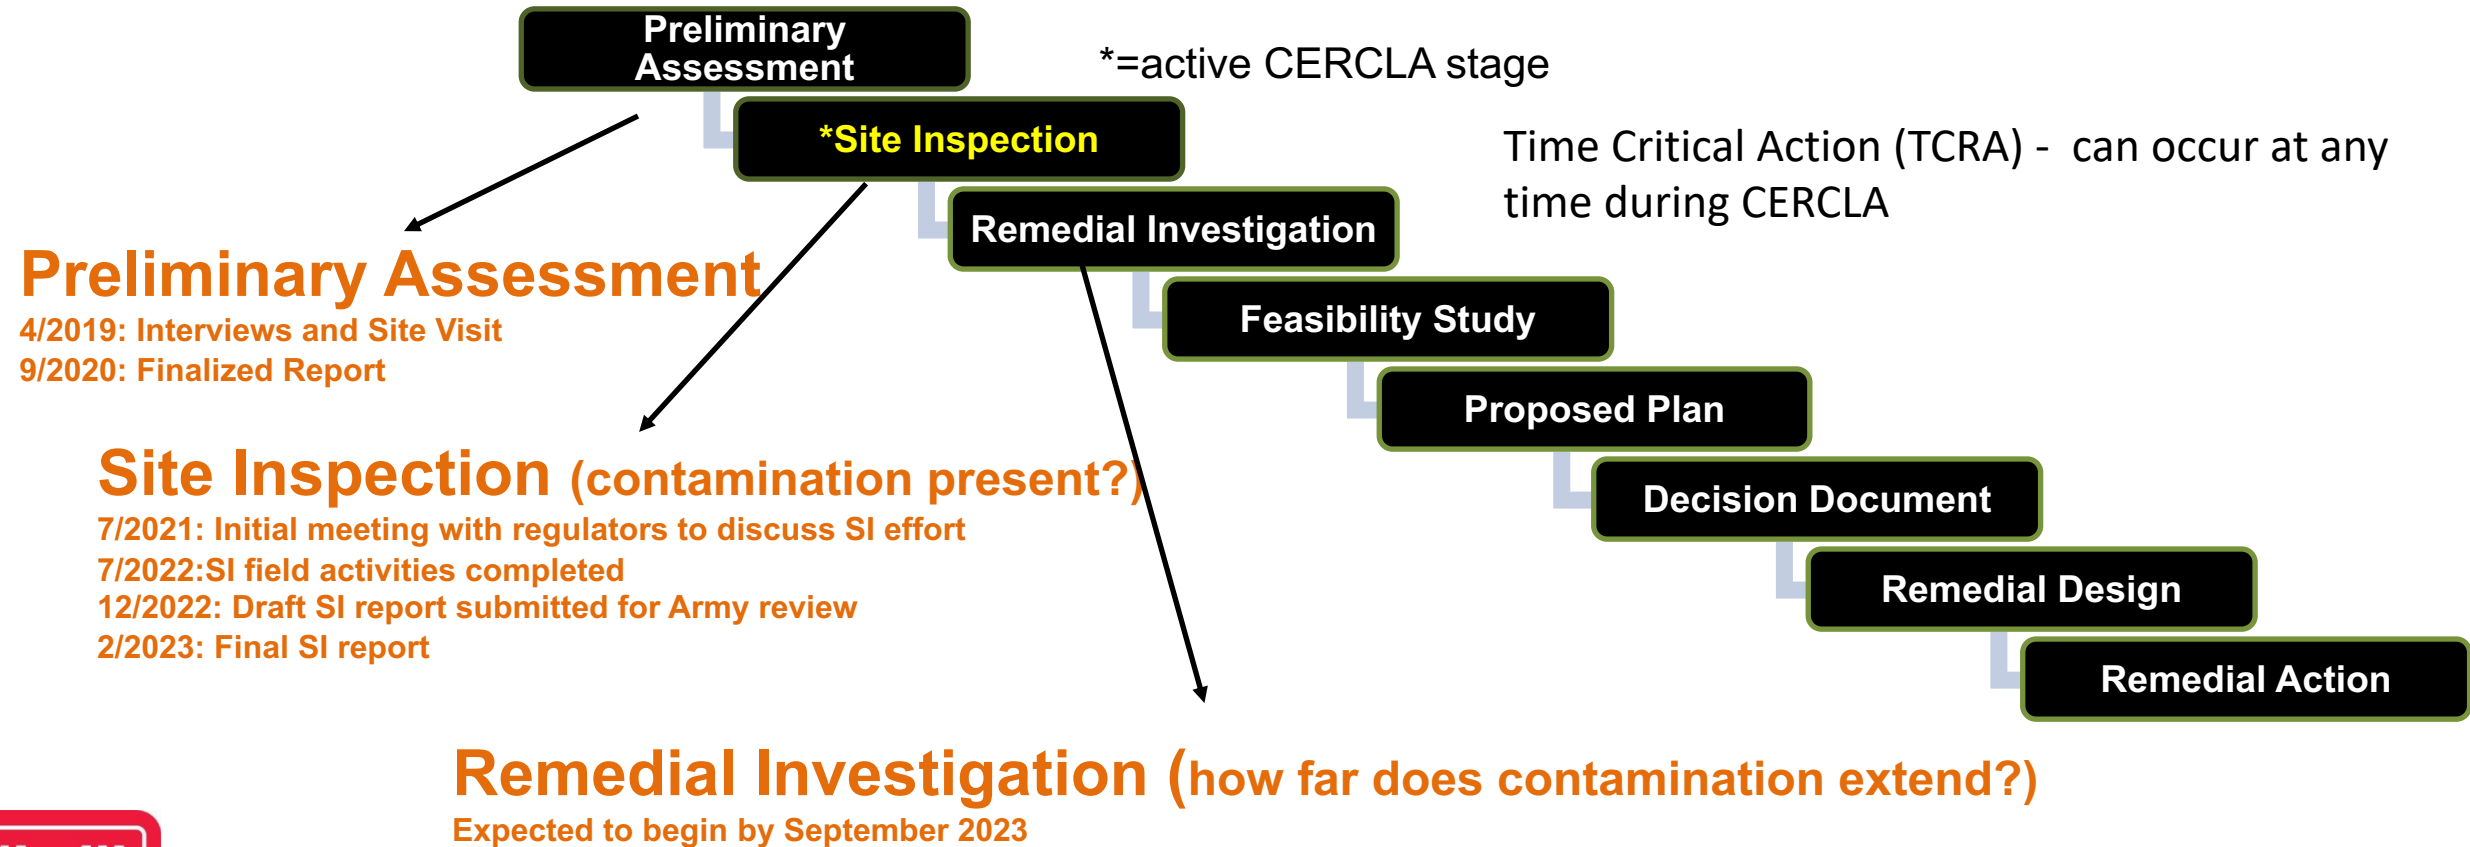 Preliminary
Assessment
*=active CERCLA stage
*Site Inspection
Time Critical Action (TCRA) - can occur at any
time during CERCLA
Remedial Investigation
Feasibility Study
Proposed Plan
Decision Document
Remedial Design
Remedial Action
Preliminary Assessment
4/2019: Interviews and Site Visit
9/2020: Finalized Report
Site Inspection (contamination present?)
7/2021: Initial meeting with regulators to discuss SI effort
7/2022:SI field activities completed
12/2022: Draft SI report submitted for Army review
2/2023: Final SI report
Remedial Investigation (how far does contamination extend?)
Expected to begin by September 2023